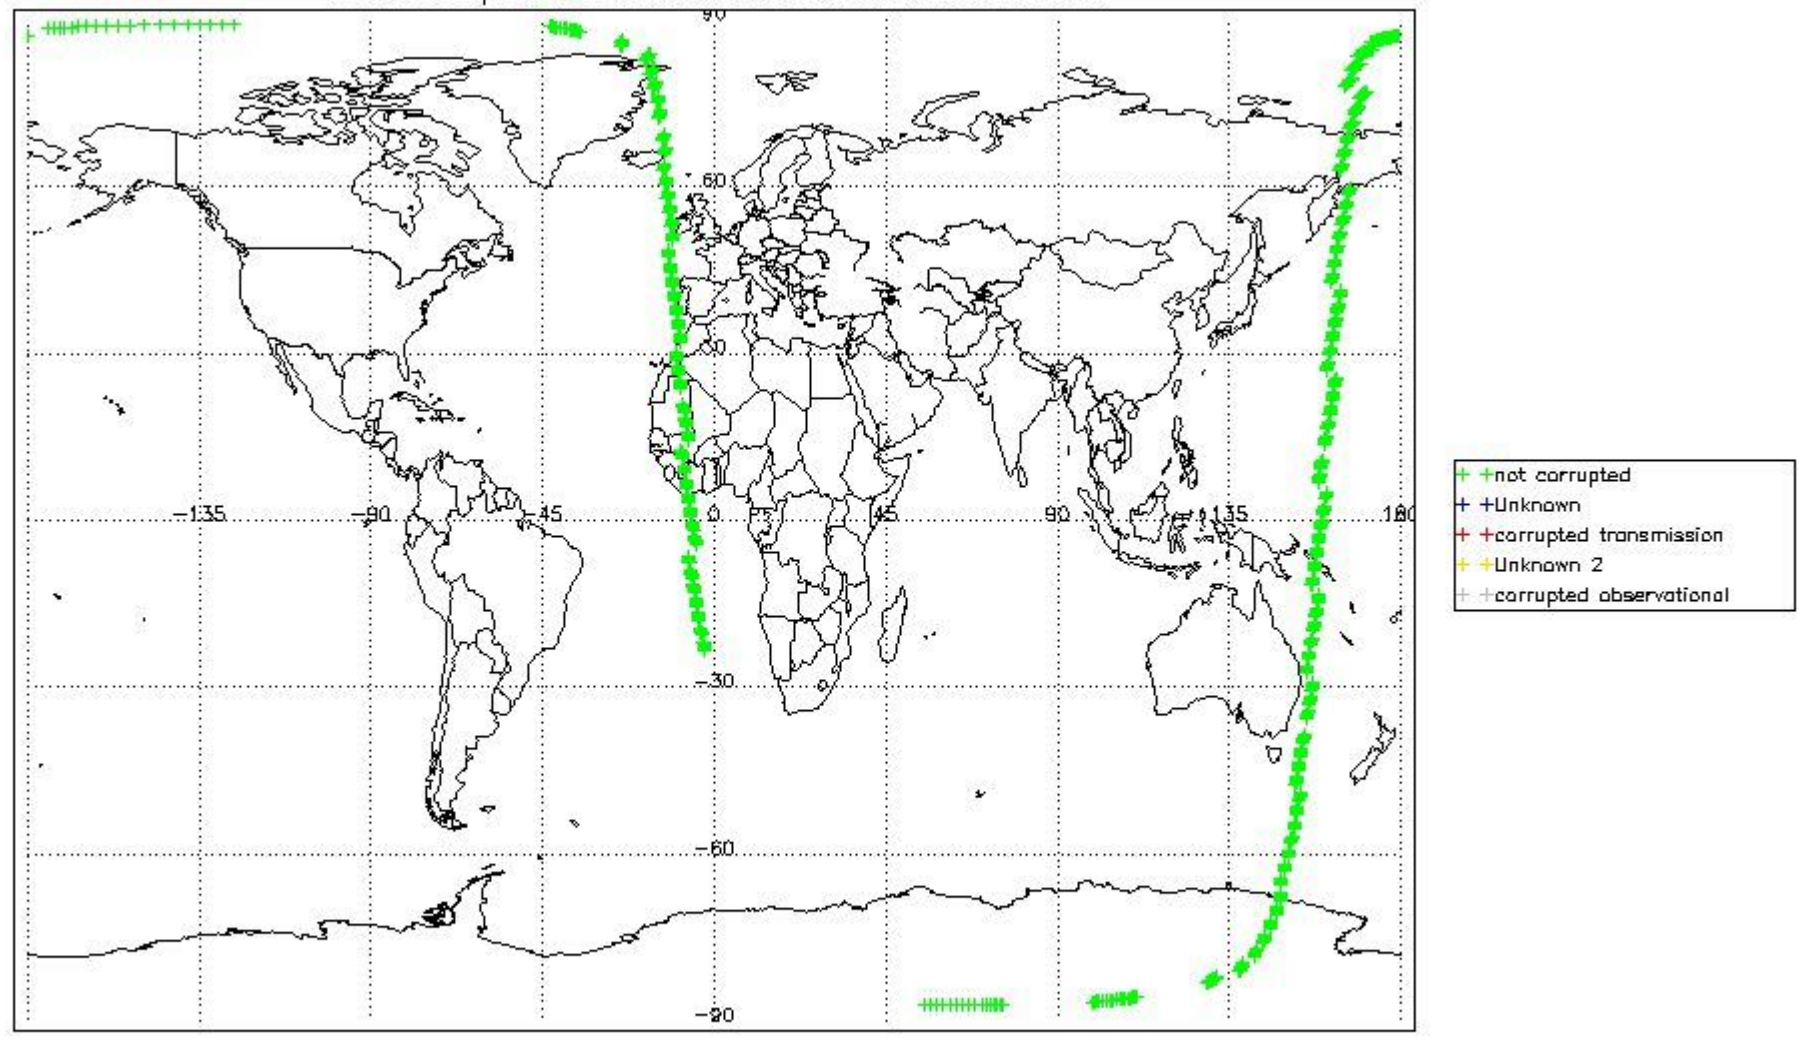 90
60
-135 -90 -45 0 45 90 135 180
-30
-60
-90
not corrupted
Unknown
corrupted transmission
Unknown 2
corrupted observational